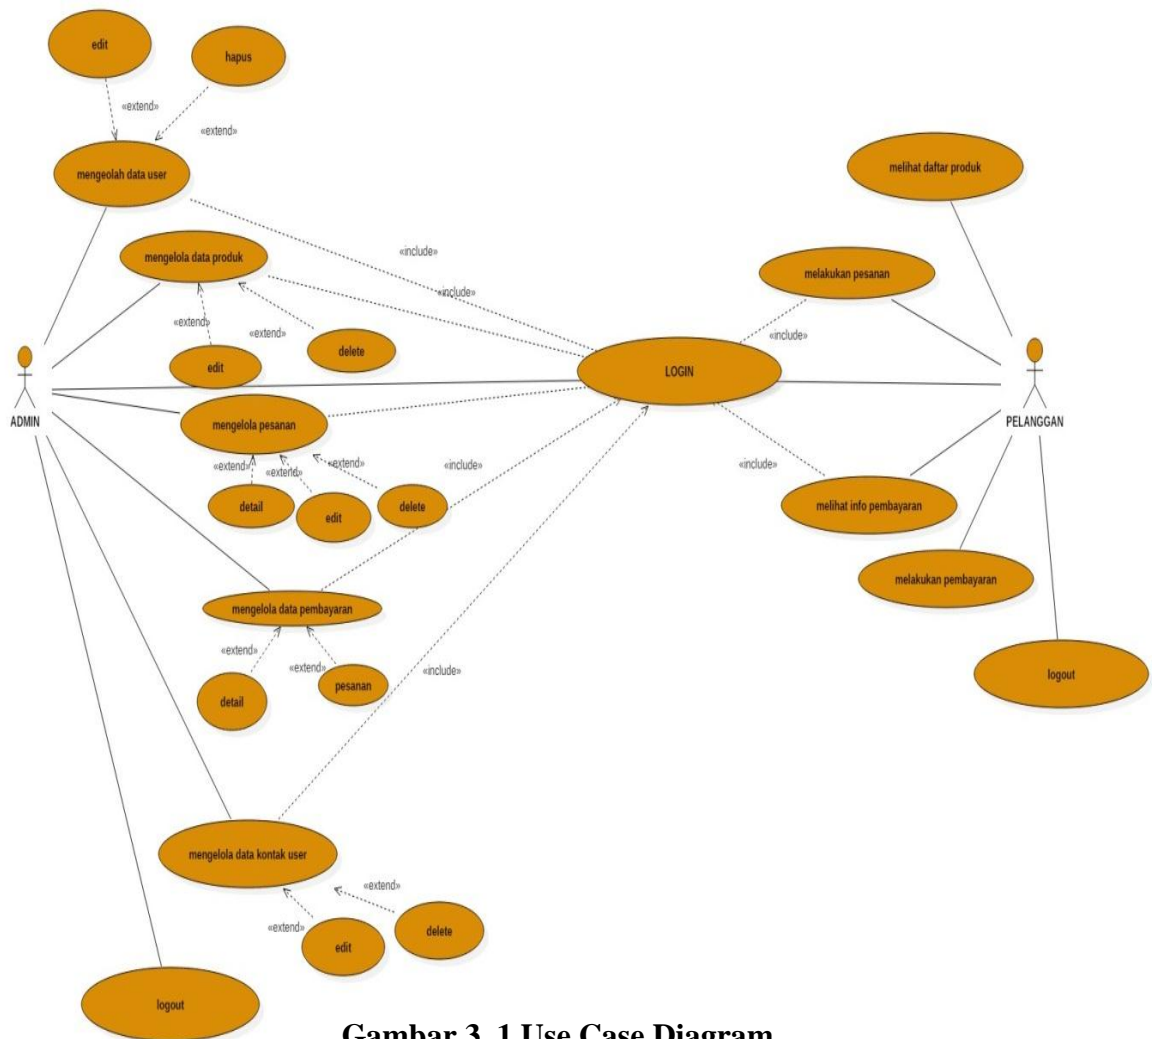 edit
hapus
«extend»
«extend»
mengeolah data user
melihat daftar produk
mengelola data produk
«include»
melakukan pesanan
«include»
«extend»
«extend»
«include»
delete
edit
LOGIN
ADMIN
PELANGGAN
mengelola pesanan
«extend»
«extend»
«extend»
«include»
«include»
detail
edit
delete
melihat info pembayaran
melakukan pembayaran
mengelola data pembayaran
«extend»
«extend»
«include»
detail
pesanan
logout
mengelola data kontak user
«extend»
«extend»
edit
delete
logout
Gambar 3. 1 Use Case Diagram